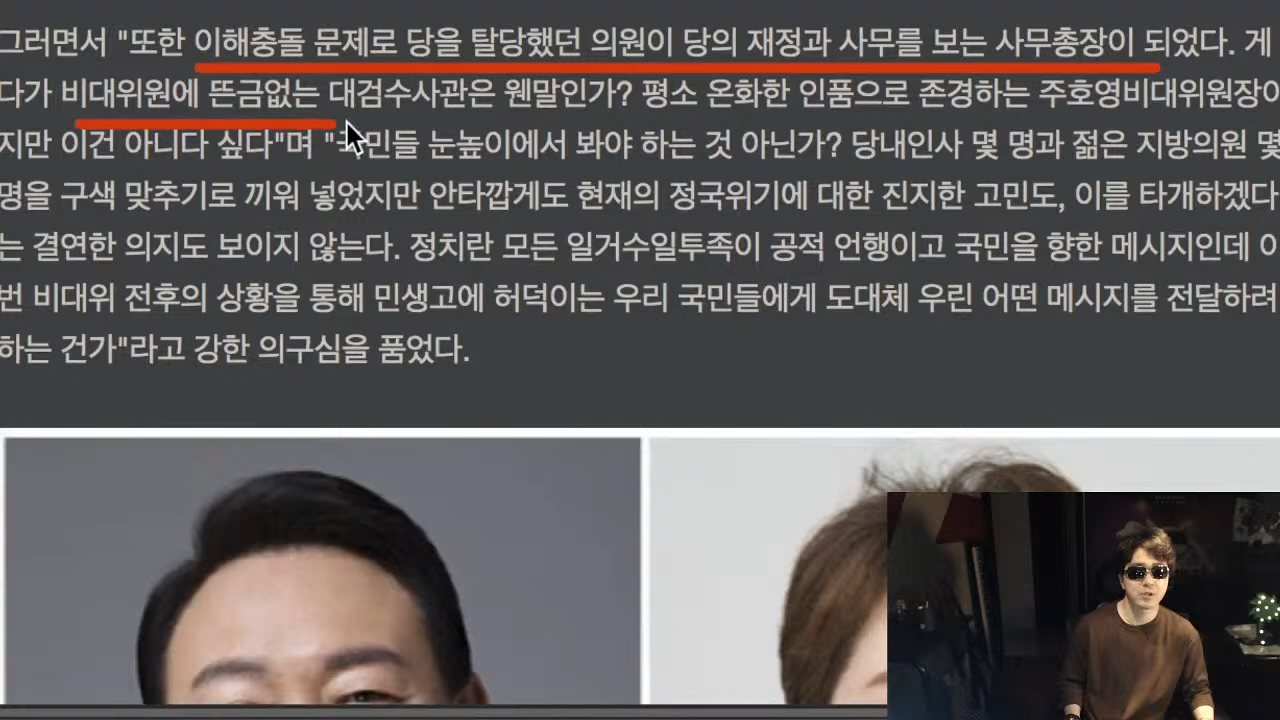 그러면서 "또한 이해충돌 문제로 당을 탈당했던 의원이 당의 재정과 사무를 보는 사무총장이 되었다. 게
다가 비대위원에 뜬금없는 대검수사관은 웬말인가? 평소 온화한 인품으로 존경하는 주호영비대위원장이
지만 이건 아니다 싶다"며 "국민들 눈높이에서 봐야 하는 것 아닌가? 당내인사 몇 명과 젊은 지방의원 몇
명을 구색 맞추기로 끼워 넣었지만 안타깝게도 현재의 정국위기에 대한 진지한 고민도, 이를 타개하겠다
는 결연한 의지도 보이지 않는다. 정치란 모든 일거수일투족이 공적 언행이고 국민을 향한 메시지인데 이
번 비대위 전후의 상황을 통해 민생고에 허덕이는 우리 국민들에게 도대체 우린 어떤 메시지를 전달하려
하는 건가"라고 강한 의구심을 품었다.